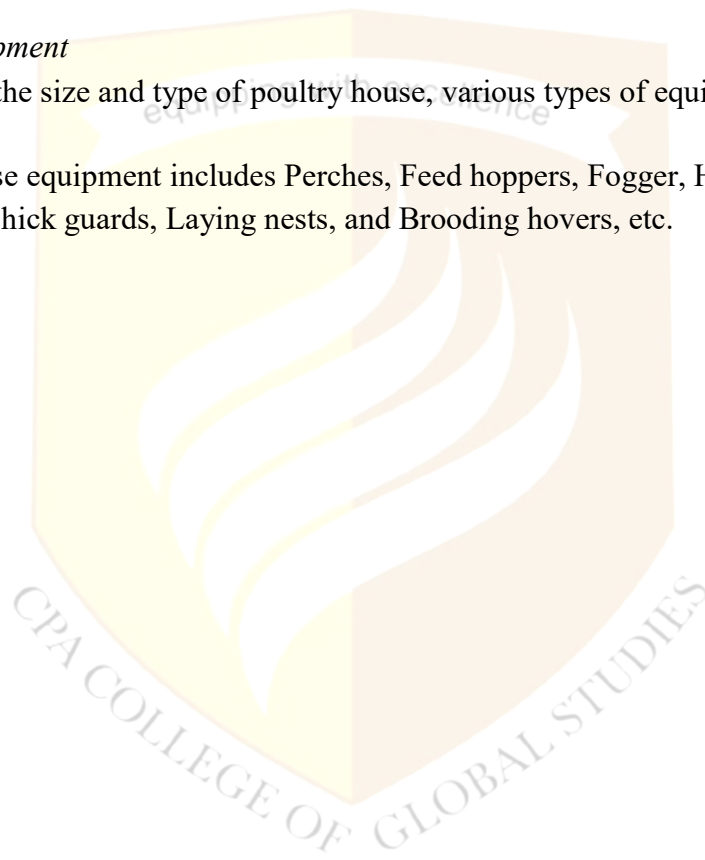 pment
the size and type of poultry house, various types of equi
equipping with excellence
se equipment includes Perches, Feed hoppers, Fogger, H
hick guards, Laying nests, and Brooding hovers, etc.
CPA COLLEGE OF GLOBAL STUDIES